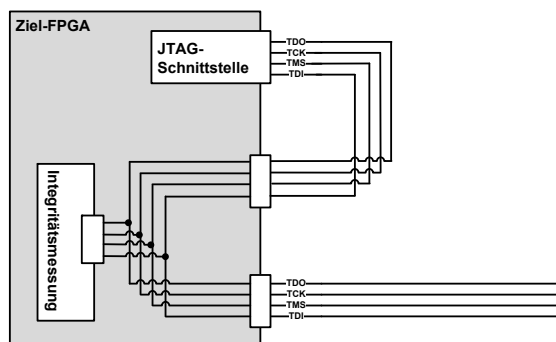 Ziel-FPGA
JTAG-
Schnittstelle
TDO
TCK
TMS
TDI
Integritätsmessung
TDO
TCK
TMS
TDI